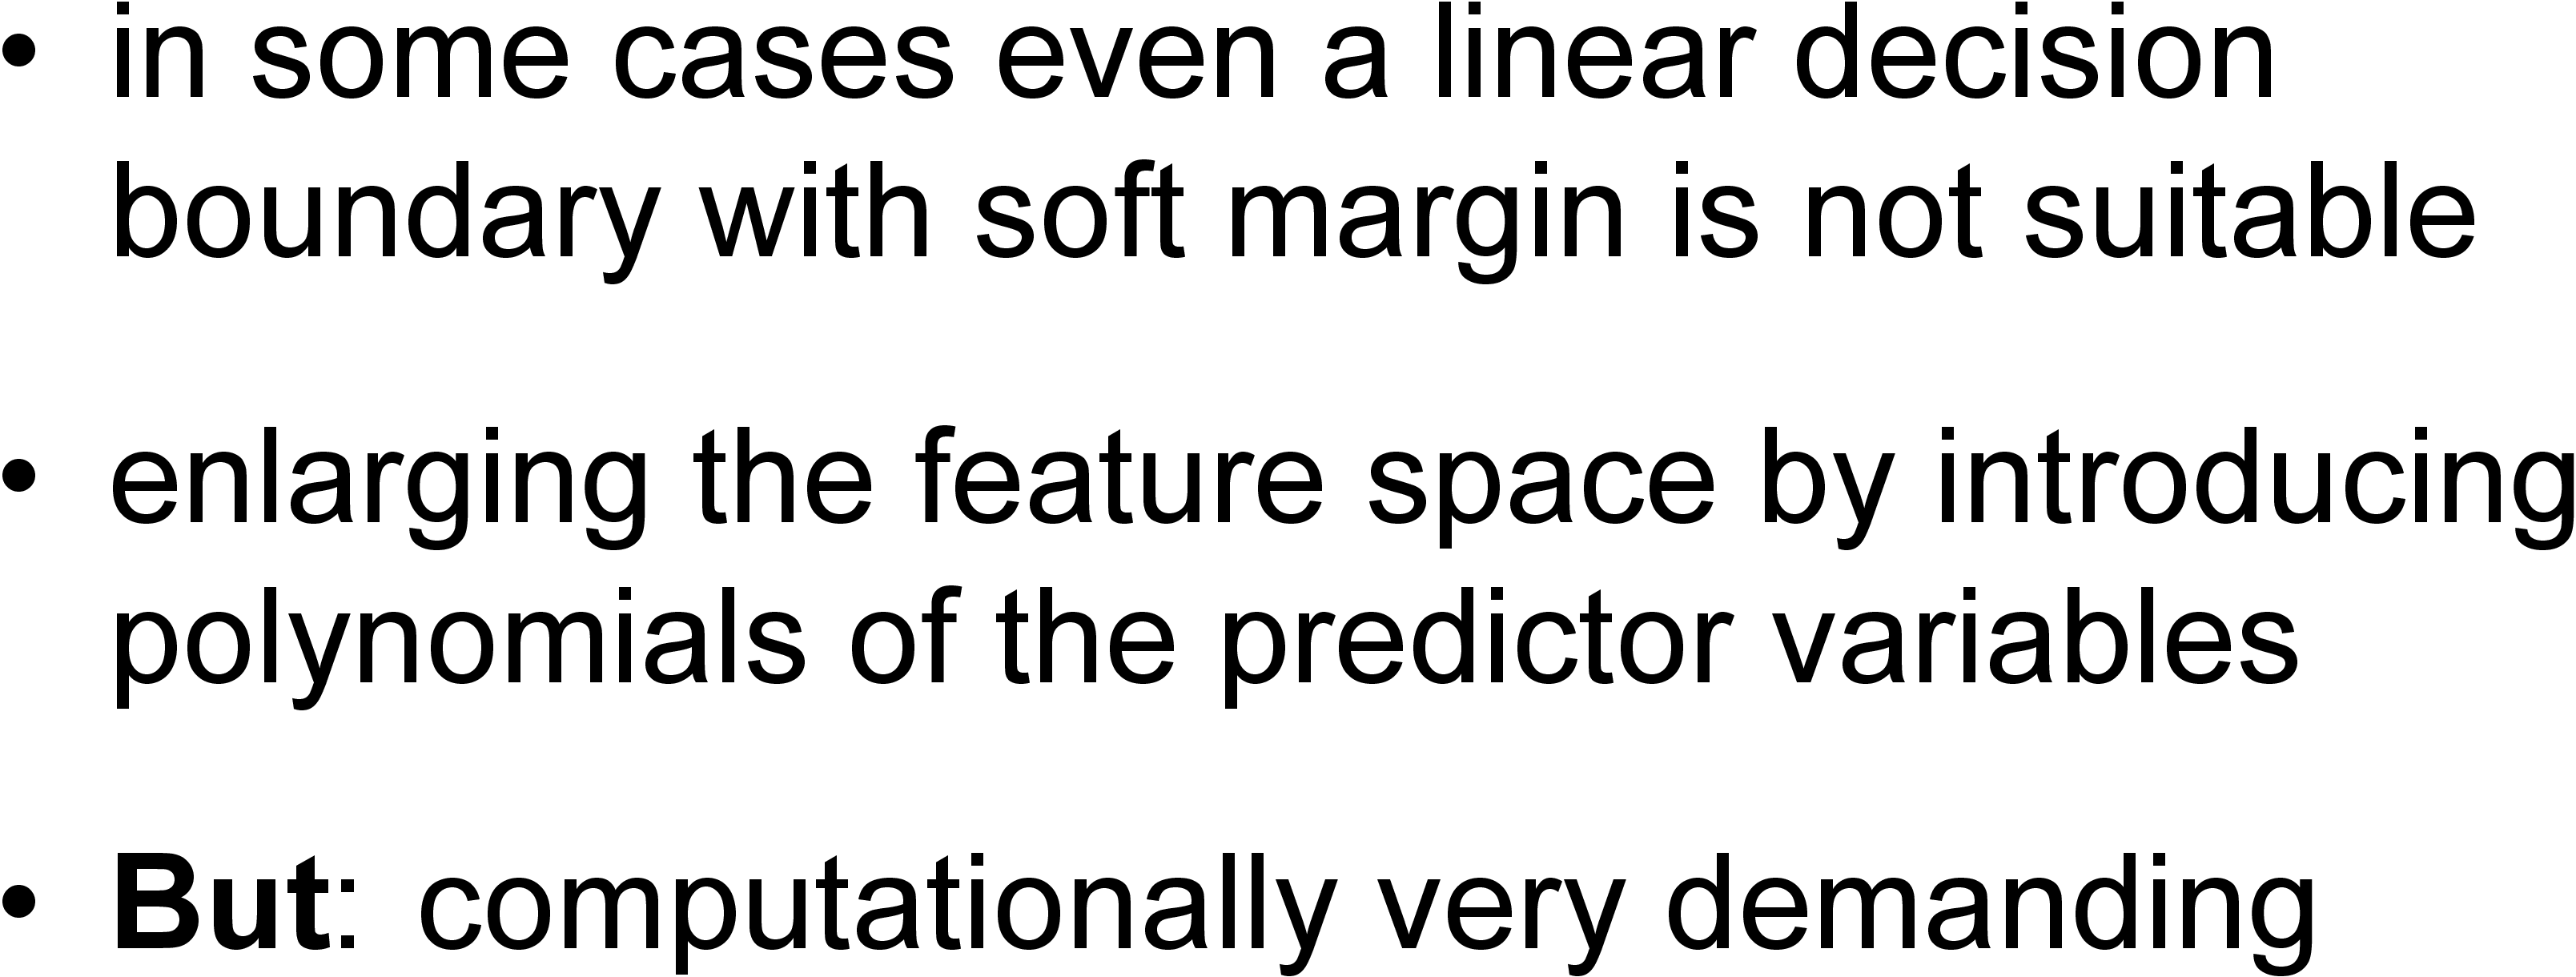 • in some cases even a linear decision
boundary with soft margin is not suitable
• enlarging the feature space by introducing
polynomials of the predictor variables
• But: computationally very demanding